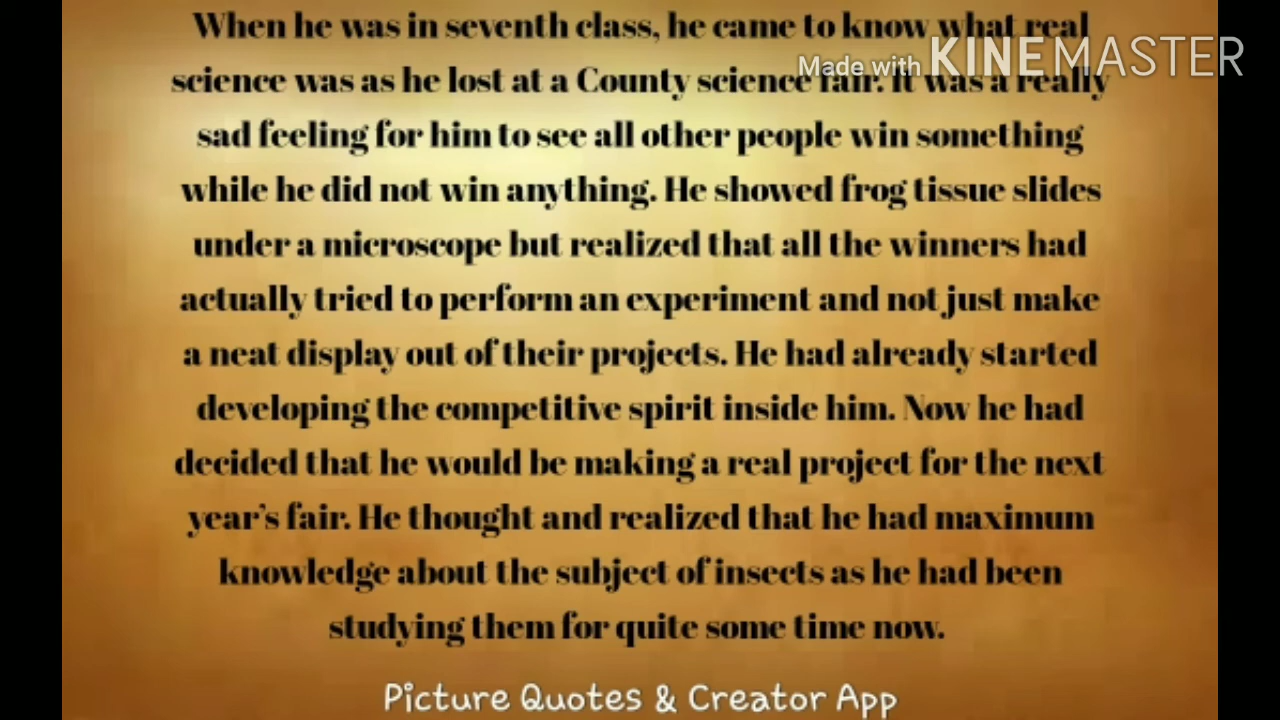 When he was in seventh class, he came to know what real
Made with KINEMASTER
science was as he lost at a County science fair. It was a really
sad feeling for him to see all other people win something
while he did not win anything. He showed frog tissue slides
under a microscope but realized that all the winners had
actually tried to perform an experiment and not just make
a neat display out of their projects. He had already started
developing the competitive spirit inside him. Now he had
decided that he would be making a real project for the next
year's fair. He thought and realized that he had maximum
knowledge about the subject of insects as he had been
studying them for quite some time now.
Picture Quotes & Creator App